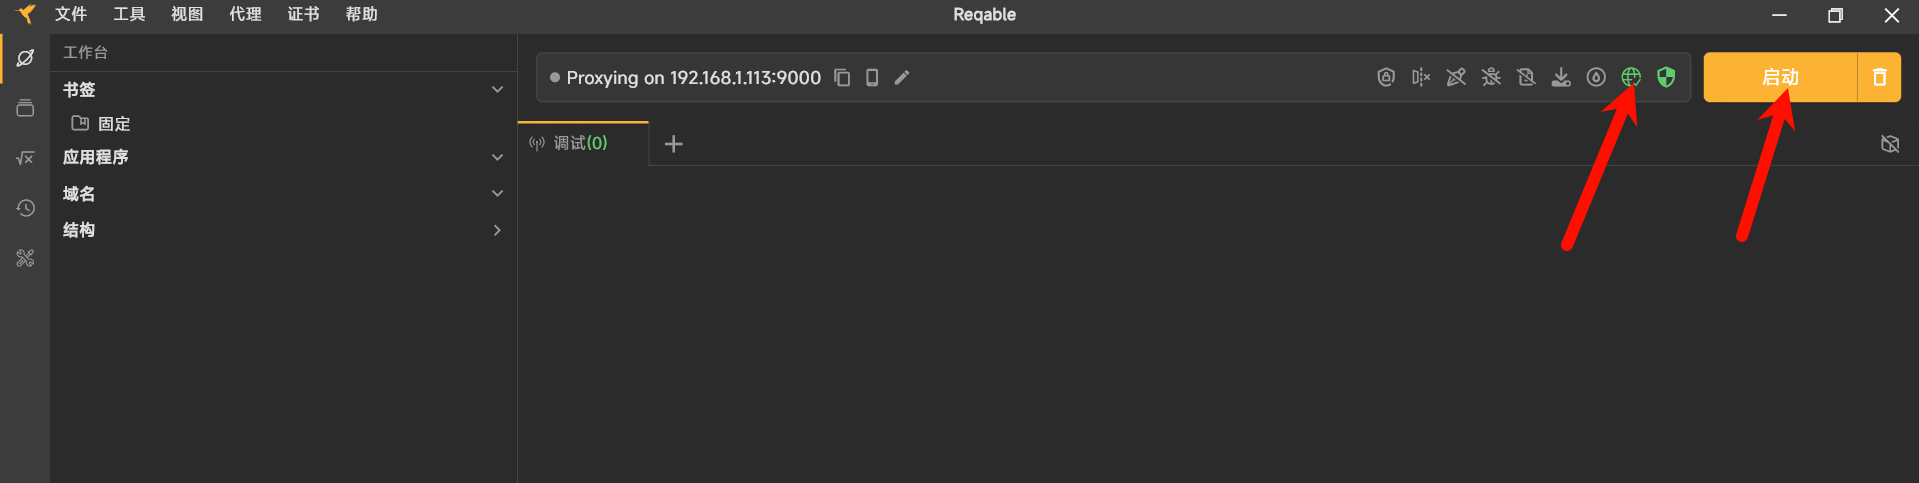 文件 工具 视图 代理 证书 帮助 Reqable
工作台
Proxying on 192.168.1.113:9000 启动
书签
固定
调试(0)
应用程序
域名
结构